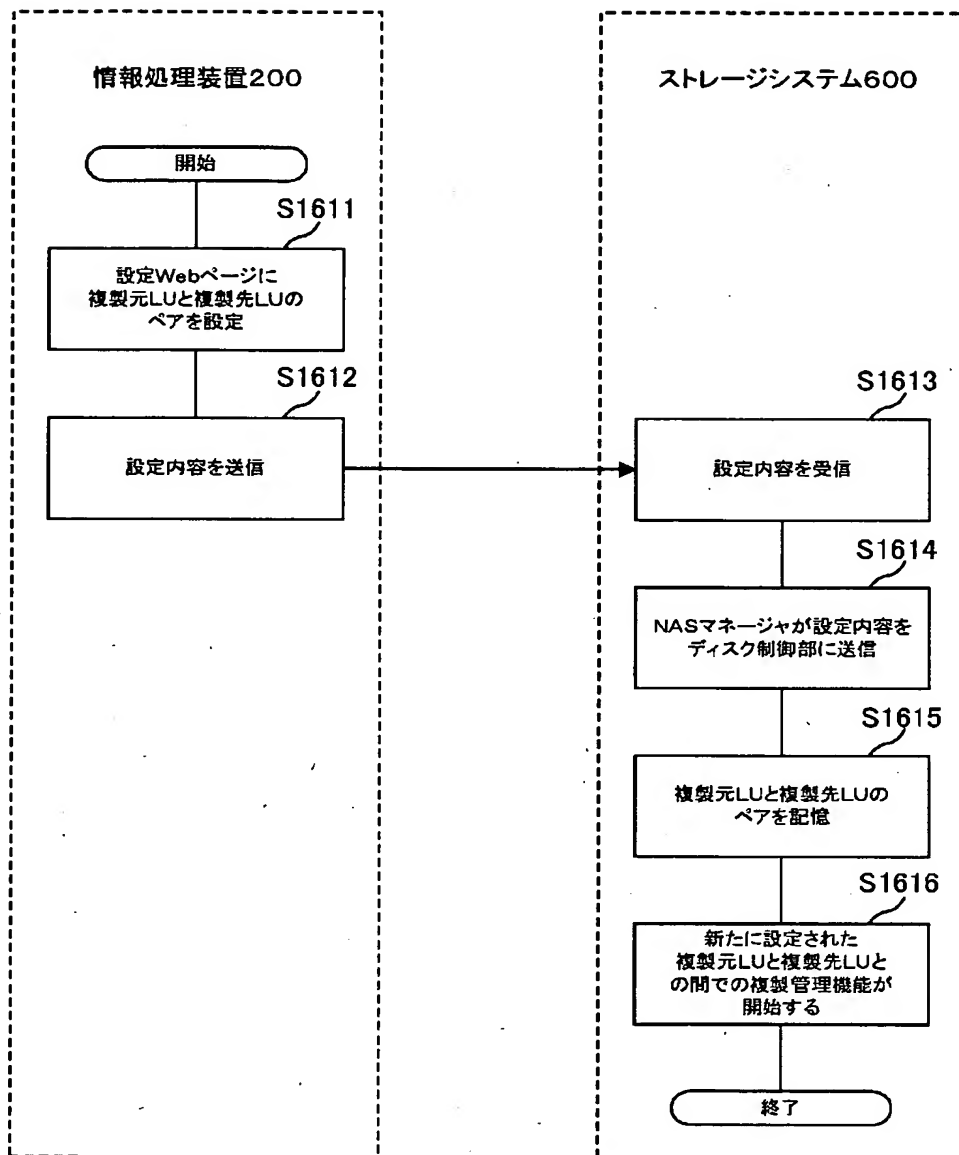 情報処理装置200
開始
S1611
設定Webページに
複製元LUと複製先LUの
ペアを設定
S1612
設定内容を送信
ストレージシステム600
S1613
設定内容を受信
S1614
NASマネージャが設定内容を
ディスク制御部に送信
S1615
複製元LUと複製先LUの
ペアを記憶
S1616
新たに設定された
複製元LUと複製先LUと
の間での複製管理機能が
開始する
終了